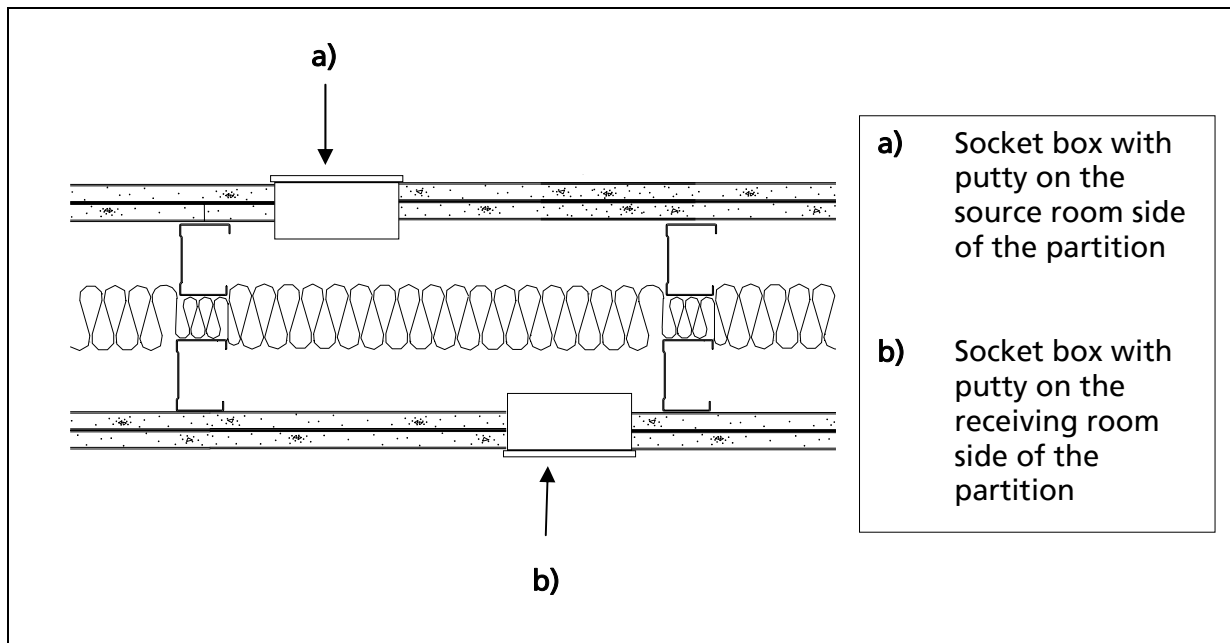 a)
b)
a) Socket box with
putty on the
source room side
of the partition
b) Socket box with
putty on the
receiving room
side of the
partition